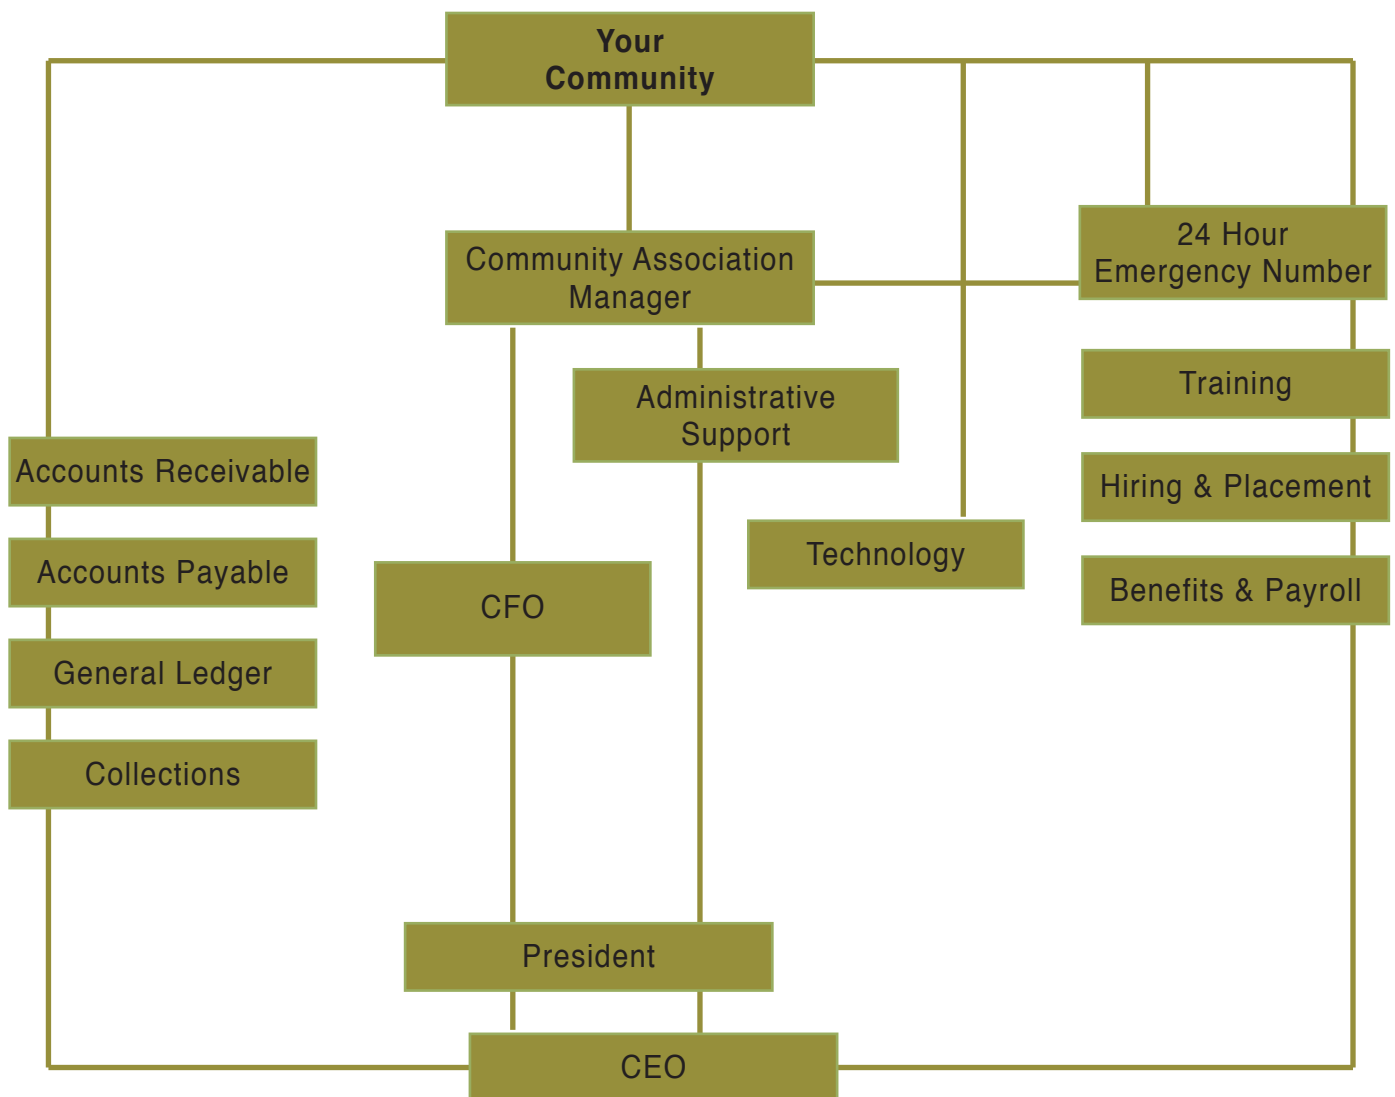 Your
Community
Community Association
Manager
24 Hour
Emergency Number
Administrative
Support
Training
Accounts Receivable
Hiring & Placement
Technology
Accounts Payable
CFO
Benefits & Payroll
General Ledger
Collections
President
CEO